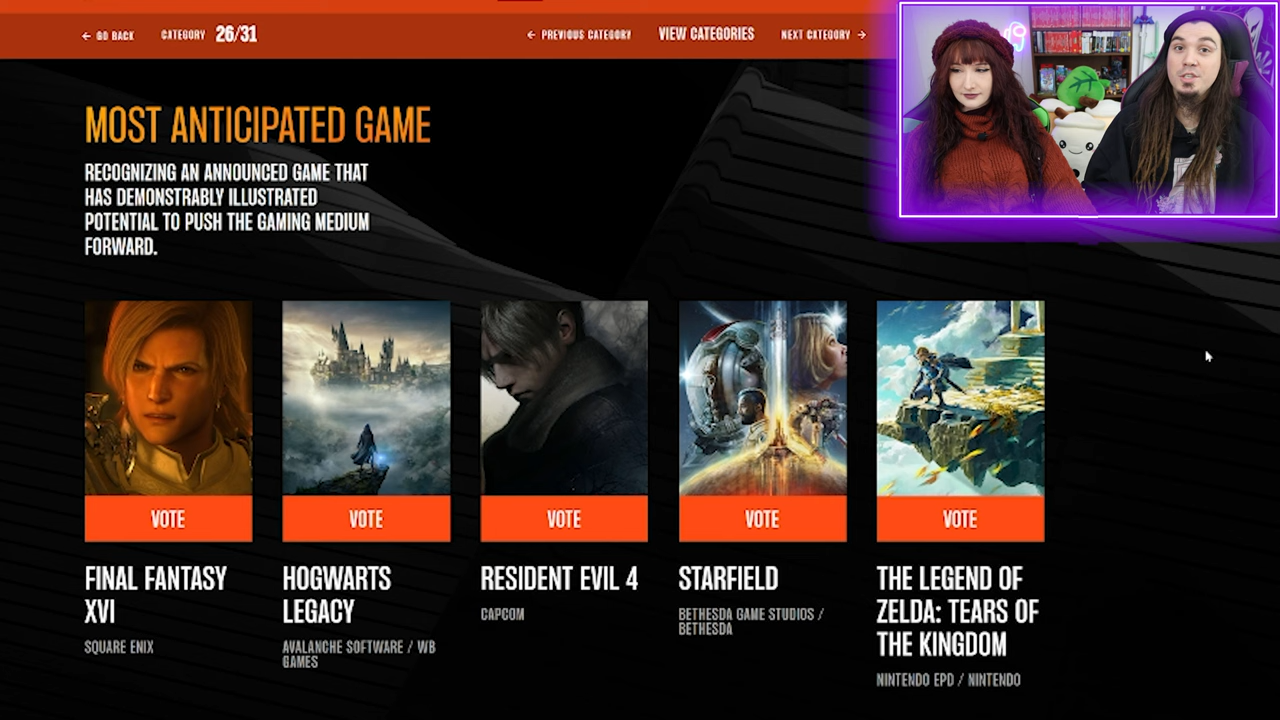 ← GO BACK
CATEGORY 26/31
← PREVIOUS CATEGORY
VIEW CATEGORIES
NEXT CATEGORY →
MOST ANTICIPATED GAME
RECOGNIZING AN ANNOUNCED GAME THAT
HAS DEMONSTRABLY ILLUSTRATED
POTENTIAL TO PUSH THE GAMING MEDIUM
FORWARD.
VOTE
FINAL FANTASY
XVI
SQUARE ENIX
VOTE
HOGWARTS
LEGACY
AVALANCHE SOFTWARE / WB
GAMES
VOTE
RESIDENT EVIL 4
CAPCOM
VOTE
STARFIELD
BETHESDA GAME STUDIOS /
BETHESDA
VOTE
THE LEGEND OF
ZELDA: TEARS OF
THE KINGDOM
NINTENDO EPD / NINTENDO